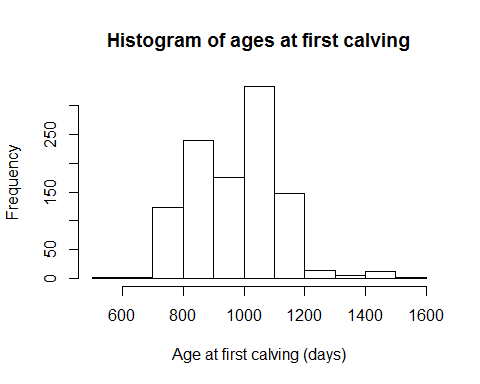 Histogram of ages at first calving
Frequency
250
150
50
0
600 800 1000 1200 1400 1600
Age at first calving (days)